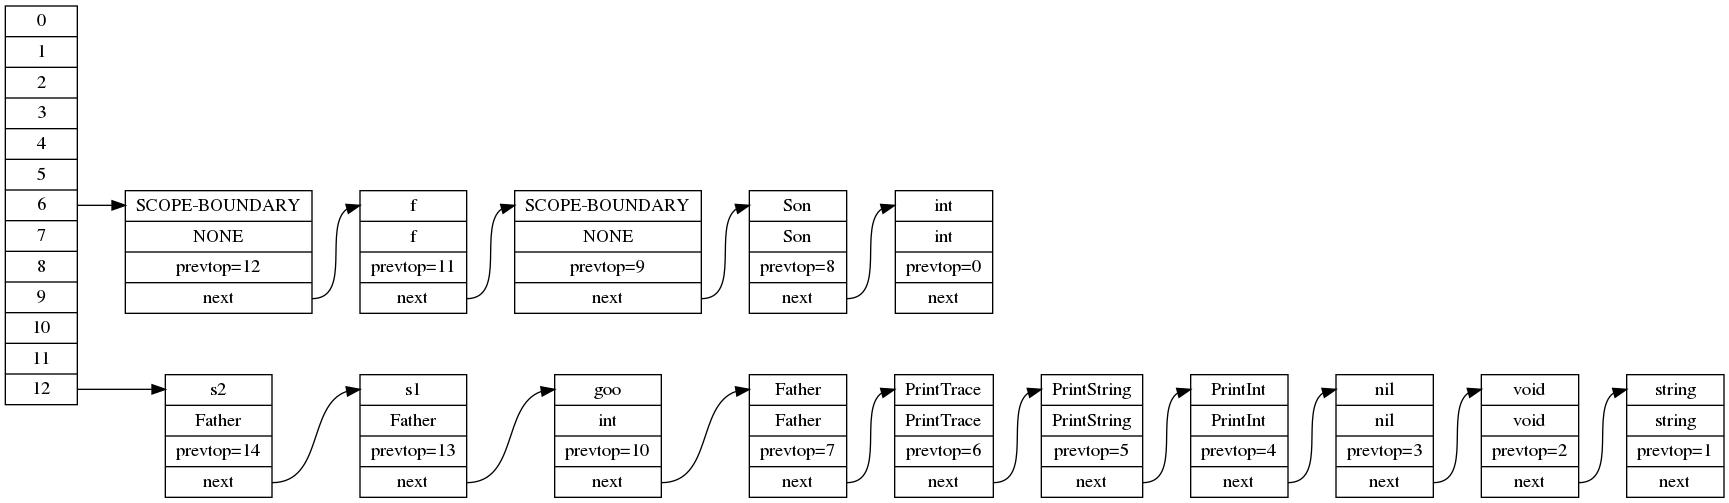 0
1
2
3
4
5
6
7
8
9
10
11
12
SCOPE-BOUNDARY
NONE
prevtop=12
next
f
f
prevtop=11
next
SCOPE-BOUNDARY
NONE
prevtop=9
next
Son
Son
prevtop=8
next
int
int
prevtop=0
next
s2
Father
prevtop=14
next
s1
Father
prevtop=13
next
goo
int
prevtop=10
next
Father
Father
prevtop=7
next
PrintTrace
PrintTrace
prevtop=6
next
PrintString
PrintString
prevtop=5
next
PrintInt
PrintInt
prevtop=4
next
nil
nil
prevtop=3
next
void
void
prevtop=2
next
string
string
prevtop=1
next